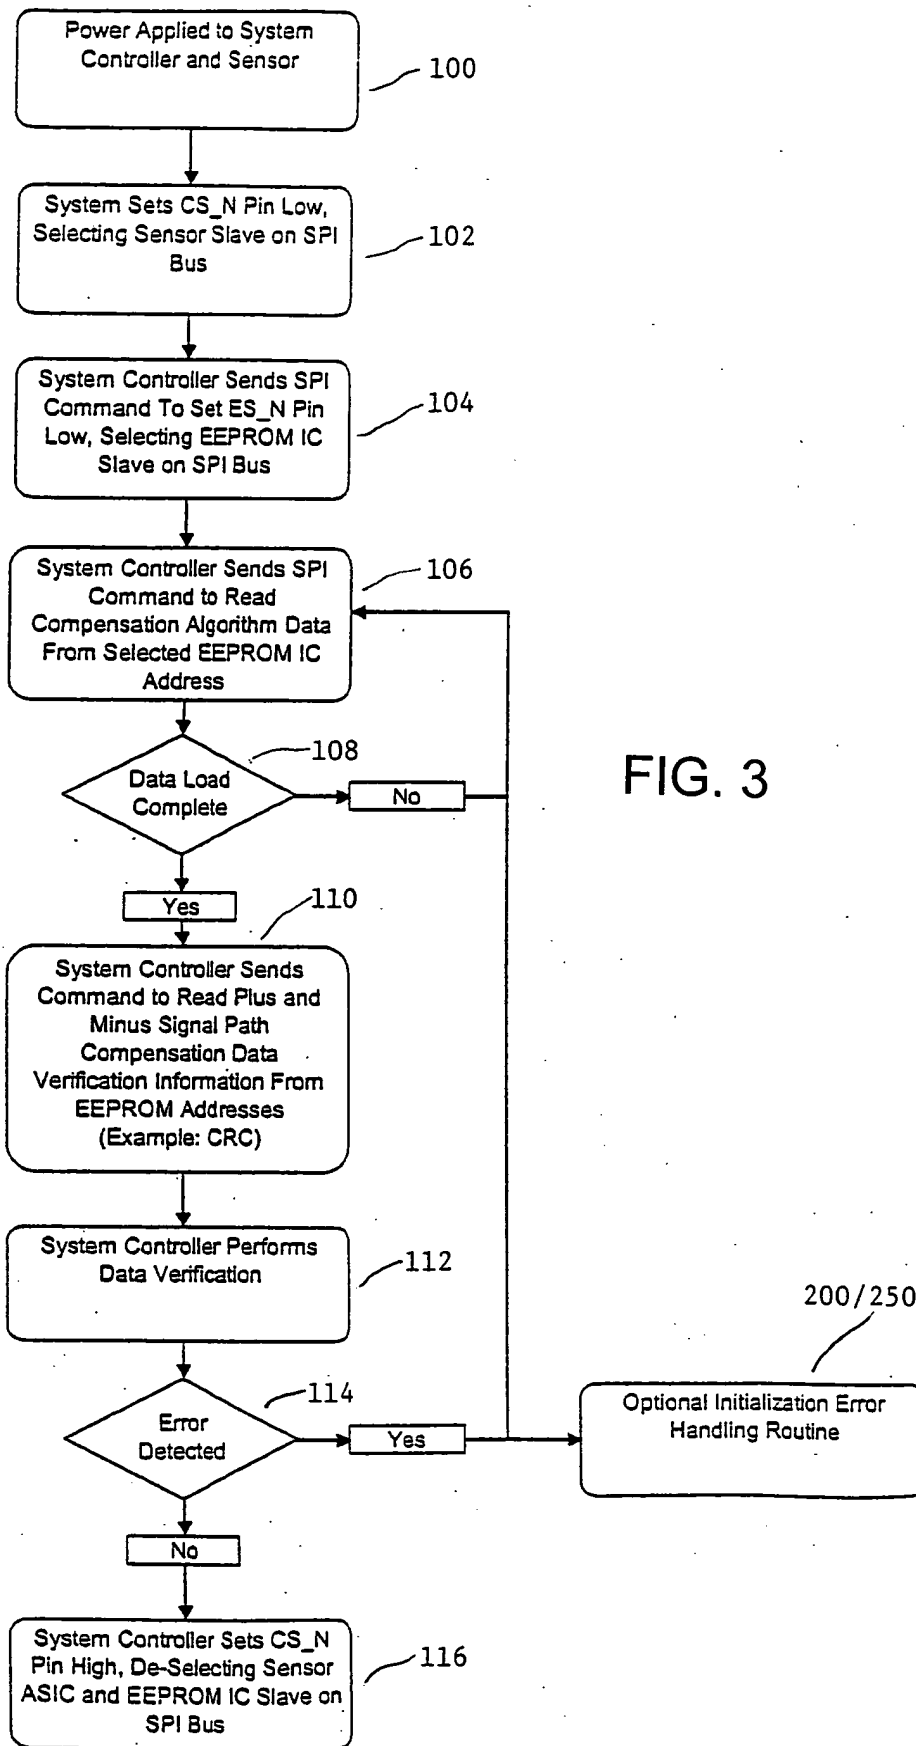 Power Applied to System
Controller and Sensor
100
System Sets CS_N Pin Low,
Selecting Sensor Slave on SPI
Bus
102
System Controller Sends SPI
Command To Set ES_N Pin
Low, Selecting EEPROM IC
Slave on SPI Bus
104
System Controller Sends SPI
Command to Read
Compensation Algorithm Data
From Selected EEPROM IC
Address
106
Data Load
Complete
108
No
FIG. 3
Yes
110
System Controller Sends
Command to Read Plus and
Minus Signal Path
Compensation Data
Verification Information From
EEPROM Addresses
(Example: CRC)
System Controller Performs
Data Verification
112
200/250
Error
Detected
114
Yes
Optional Initialization Error
Handling Routine
No
System Controller Sets CS_N
Pin High, De-Selecting Sensor
ASIC and EEPROM IC Slave on
SPI Bus
116